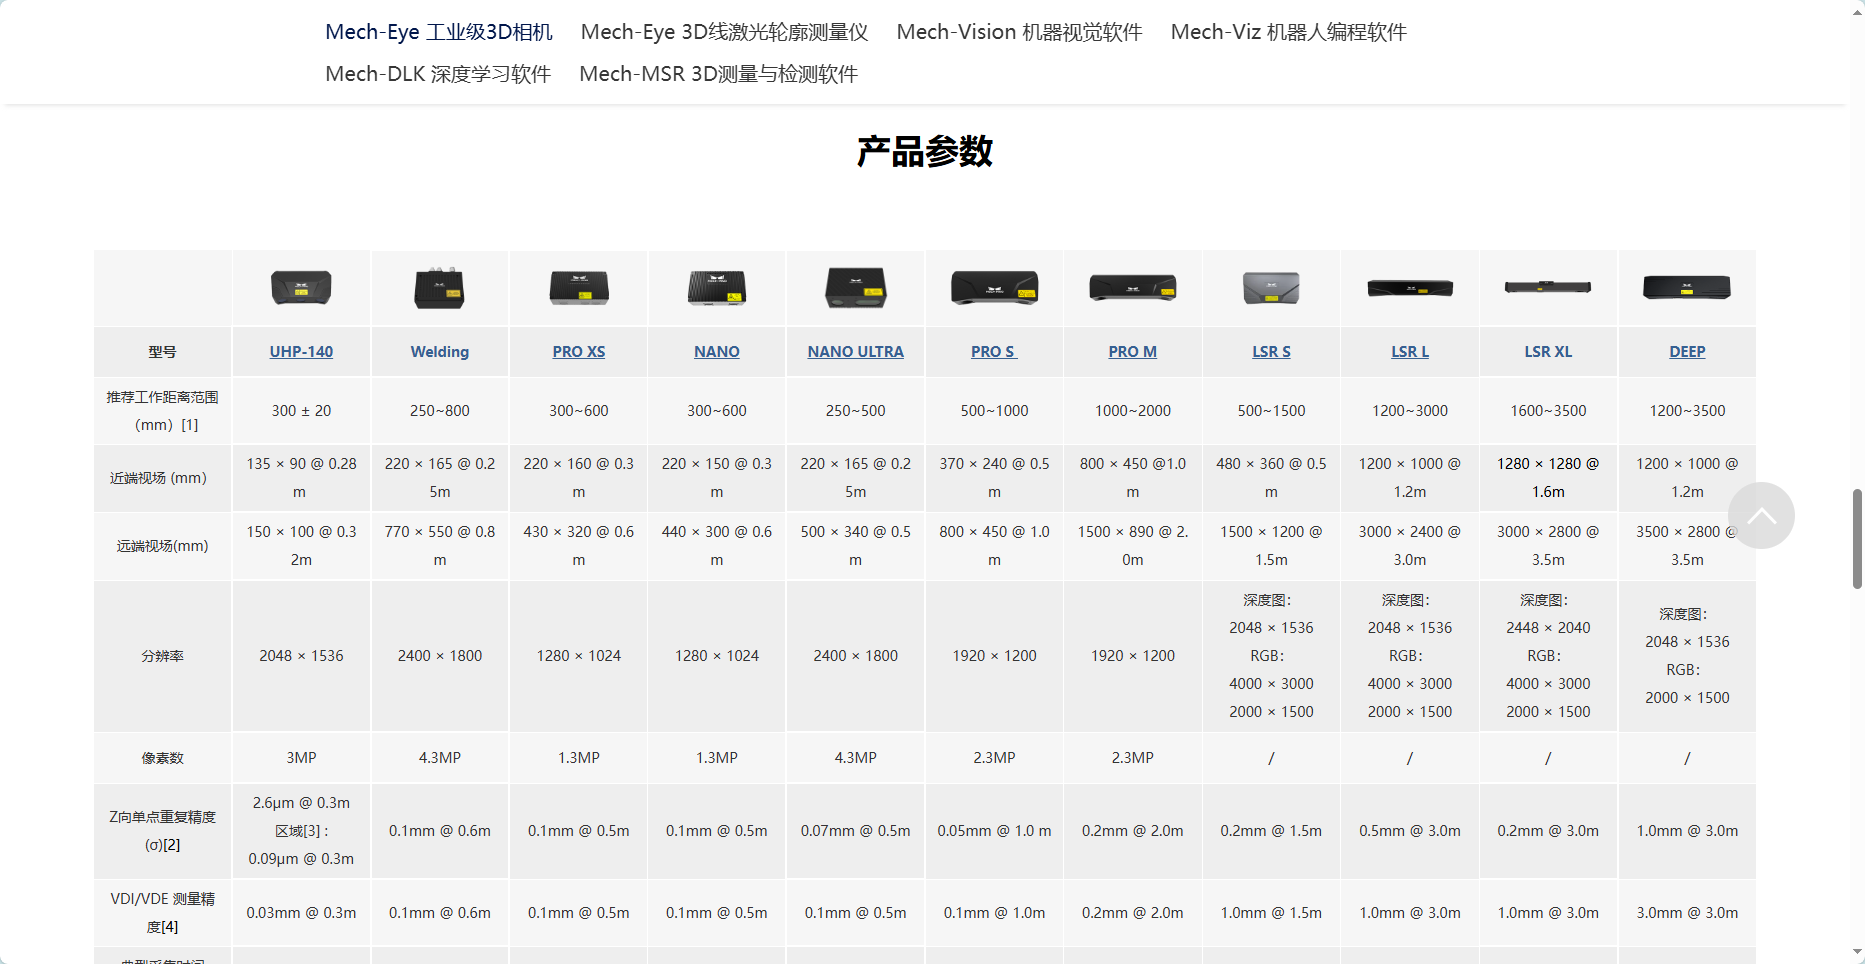 Mech-Eye 工业级3D相机 Mech-Eye 3D线激光轮廓测量仪 Mech-Vision 机器视觉软件 Mech-Viz 机器人编程软件
Mech-DLK 深度学习软件 Mech-MSR 3D测量与检测软件
产品参数
型号 UHP-140 Welding PRO XS NANO NANO ULTRA PRO S PRO M LSR S LSR L LSR XL DEEP
推荐工作距离范围
（mm）[1] 300 ± 20 250~800 300~600 300~600 250~500 500~1000 1000~2000 500~1500 1200~3000 1600~3500 1200~3500
近端视场 (mm) 135 × 90 @ 0.28 220 × 165 @ 0.2 220 × 160 @ 0.3 220 × 150 @ 0.3 220 × 165 @ 0.2 370 × 240 @ 0.5 800 × 450 @1.0 480 × 360 @ 0.5 1200 × 1000 @ 1280 × 1280 @ 1200 × 1000 @
m 5m m m 5m m m m 1.2m 1.6m 1.2m
远端视场(mm) 150 × 100 @ 0.3 770 × 550 @ 0.8 430 × 320 @ 0.6 440 × 300 @ 0.6 500 × 340 @ 0.5 800 × 450 @ 1.0 1500 × 890 @ 2. 1500 × 1200 @ 3000 × 2400 @ 3000 × 2800 @ 3500 × 2800 @
2m m m m m m 0m 1.5m 3.0m 3.5m 3.5m
深度图： 深度图： 深度图： 深度图：
2048 × 1536 2048 × 1536 2448 × 2040 2048 × 1536
分辨率 2048 × 1536 2400 × 1800 1280 × 1024 1280 × 1024 2400 × 1800 1920 × 1200 1920 × 1200 RGB： RGB： RGB： RGB：
4000 × 3000 4000 × 3000 4000 × 3000 2000 × 1500
2000 × 1500 2000 × 1500 2000 × 1500
像素数 3MP 4.3MP 1.3MP 1.3MP 4.3MP 2.3MP 2.3MP / / / /
Z向单点重复精度 2.6μm @ 0.3m
(σ)[2] 区域[3]： 0.1mm @ 0.6m 0.1mm @ 0.5m 0.1mm @ 0.5m 0.07mm @ 0.5m 0.05mm @ 1.0 m 0.2mm @ 2.0m 0.2mm @ 1.5m 0.5mm @ 3.0m 0.2mm @ 3.0m 1.0mm @ 3.0m
0.09μm @ 0.3m
VDI/VDE 测量精
度[4] 0.03mm @ 0.3m 0.1mm @ 0.6m 0.1mm @ 0.5m 0.1mm @ 0.5m 0.1mm @ 0.5m 0.1mm @ 1.0m 0.2mm @ 2.0m 1.0mm @ 1.5m 1.0mm @ 3.0m 1.0mm @ 3.0m 3.0mm @ 3.0m